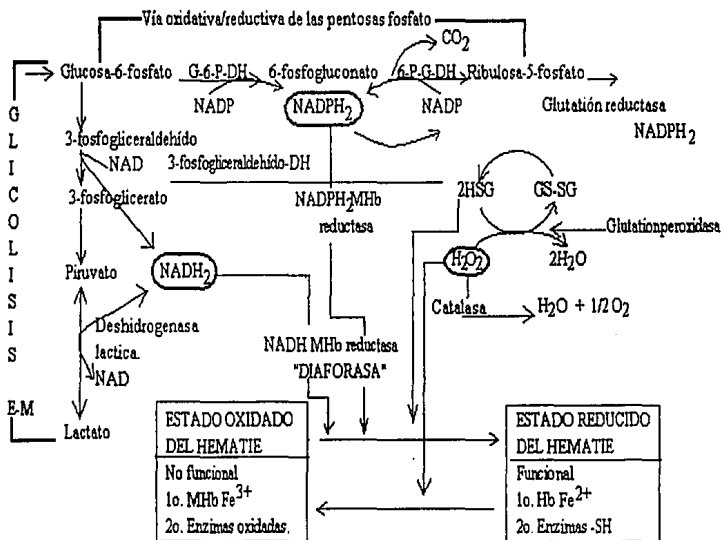 Vía oxidativa/reductiva de las pentosas fosfato
CO2
Glucosa-6-fosfato G-6-P-DH 6-fosfogluconato 6-P-G-DH Ribulosa-5-fosfato
NADP NADPH2 NADP Glutatión reductasa
NADPH2
GLICOLISIS E-M
3-fosfogliceraldehído
NAD 3-fosfogliceraldehído-DH
3-fosfoglicerato NADPH2MHb 2HSG GS-SG
reductasa
Glutationperoxidasa
Piruvato NADH2 H2O2 2H2O
Catalasa H2O + 1/2O2
Deshidrogenasa
lactica.
NAD
NADH MHb reductasa
"DIAFORASA"
Lactato
ESTADO OXIDADO
DEL HEMATIE
No funcional
1o. MHb Fe3+
2o. Enzimas oxidadas.
ESTADO REDUCIDO
DEL HEMATIE
Funcional
1o. Hb Fe2+
2o. Enzimas -SH